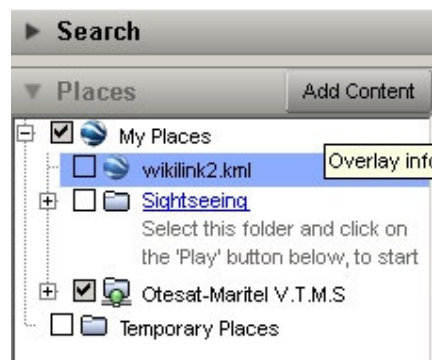 Search
Places
Add Content
My Places
wikilink2.kml
Overlay info
Sightseeing
Select this folder and click on
the 'Play' button below, to start
Otesat-Maritel V.T.M.S
Temporary Places